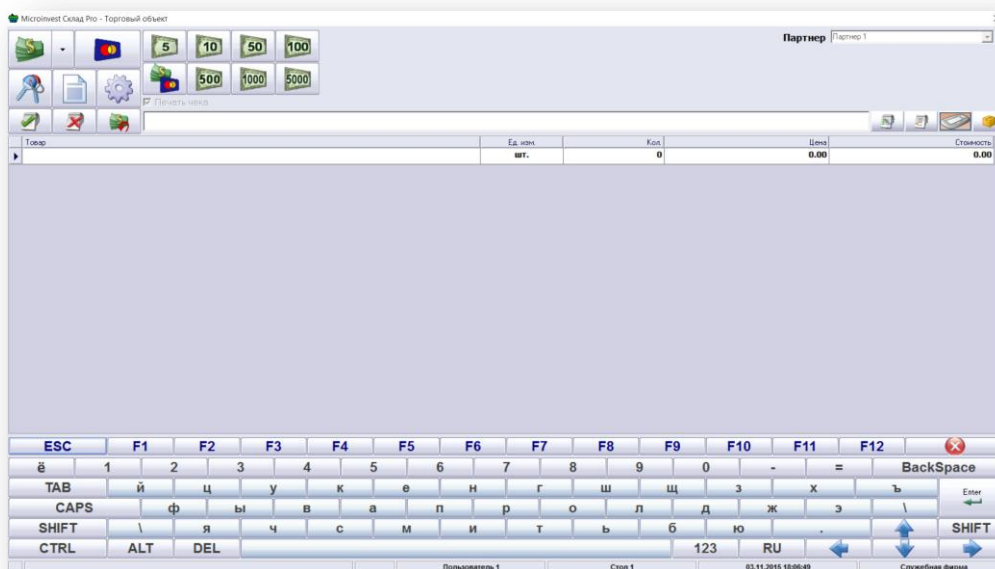 Microinvest Склад Pro - Торговый объект
5 10 50 100
Партнер Партнер 1
500 1000 5000
Печать чека
Товар Ед. изм. Кол. Цена Стоимость
шт. 0 0.00 0.00
ESC F1 F2 F3 F4 F5 F6 F7 F8 F9 F10 F11 F12
ё 1 2 3 4 5 6 7 8 9 0 - = BackSpace
TAB й ц у к е н г ш щ з х ъ Enter
CAPS ф ы в а п р о л д ж э \
SHIFT \ я ч с м и т ь б ю . SHIFT
CTRL ALT DEL 123 RU
Пользователь 1 Стол 1 03.11.2015 18:06:49 Служебная фирма